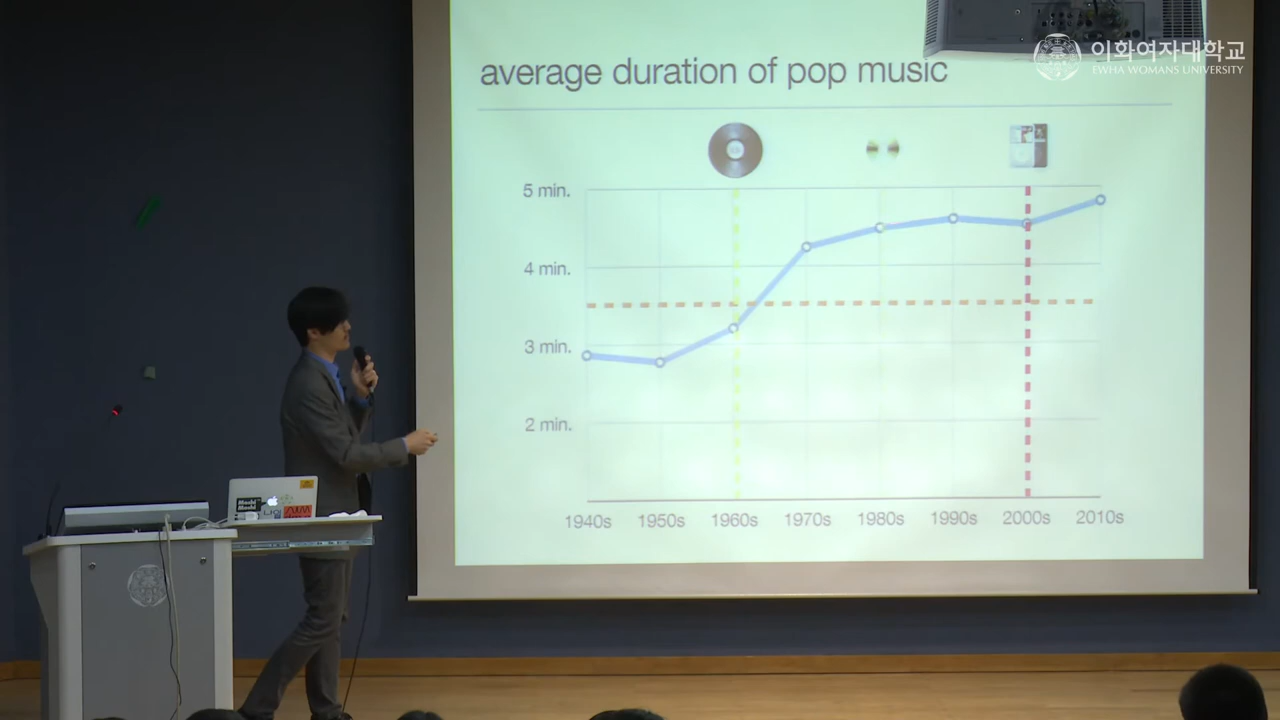 이화여자대학교
EWHA WOMANS UNIVERSITY
average duration of pop music
5 min.
4 min.
3 min.
2 min.
1940s 1950s 1960s 1970s 1980s 1990s 2000s 2010s